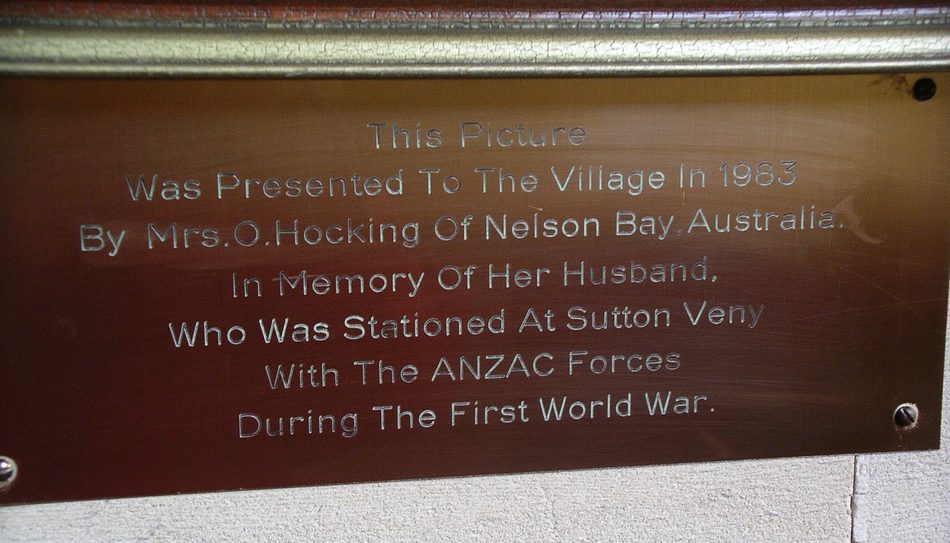 This Picture
Was Presented To The Village In 1983
By Mrs.O.Hocking Of Nelson Bay,Australia.
In Memory Of Her Husband,
Who Was Stationed At Sutton Veny
With The ANZAC Forces
During The First World War.